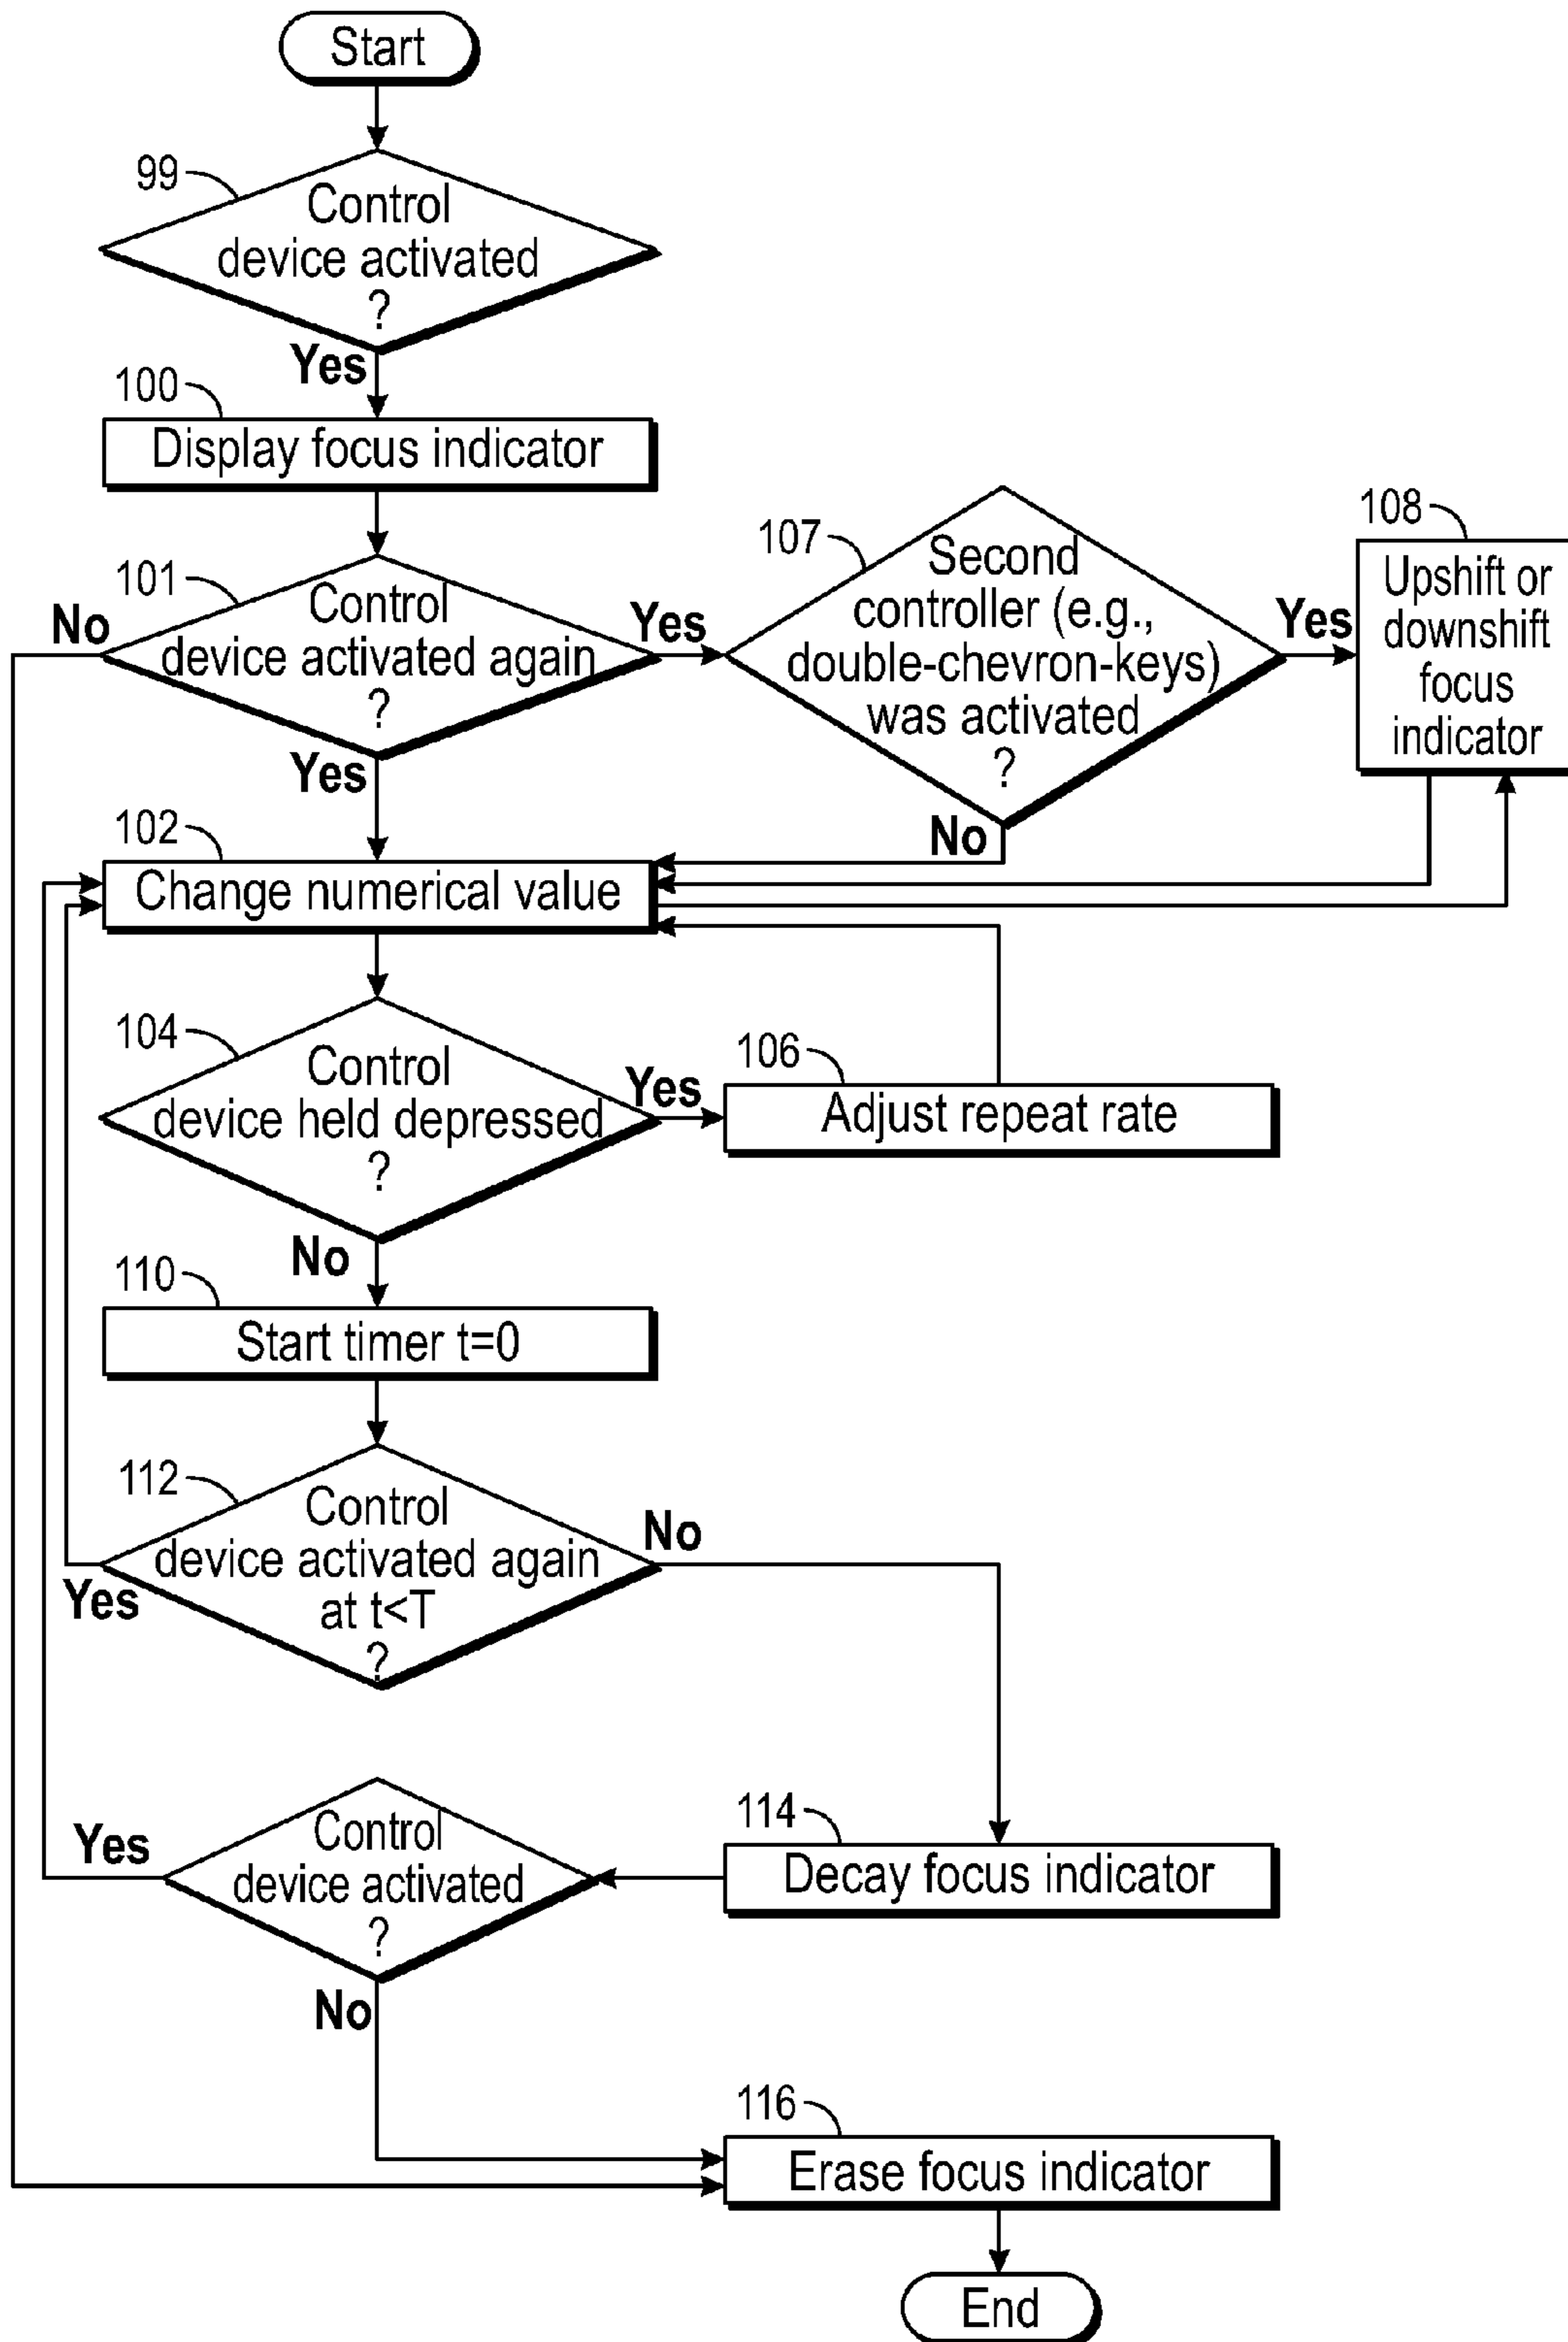 Start
99
Control
device activated
?
Yes
100
Display focus indicator
101
Control
device activated again
?
No
Yes
Yes
107
Second
controller (e.g.,
double-chevron-keys)
was activated
?
Yes
No
108
Upshift or
downshift
focus
indicator
102
Change numerical value
104
Control
device held depressed
?
Yes
No
106
Adjust repeat rate
110
Start timer t=0
112
Control
device activated again
at t<T
?
Yes
No
114
Decay focus indicator
Control
device activated
?
Yes
No
116
Erase focus indicator
End